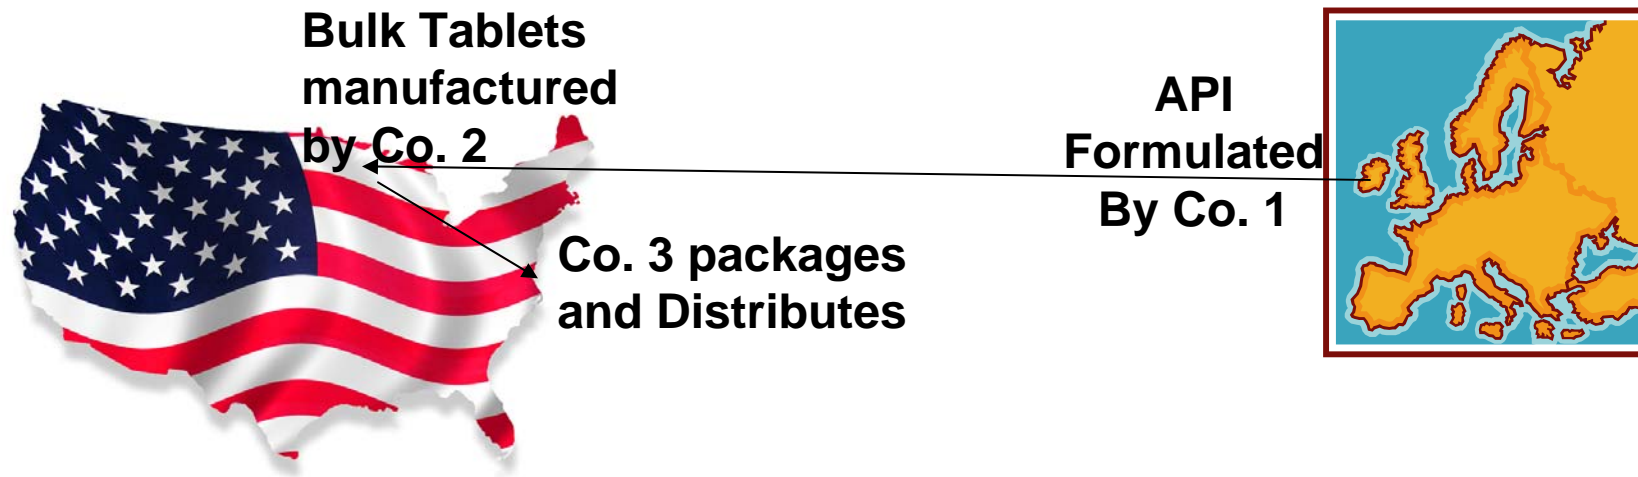 Bulk Tablets
manufactured
by Co. 2
API
Formulated
By Co. 1
Co. 3 packages
and Distributes